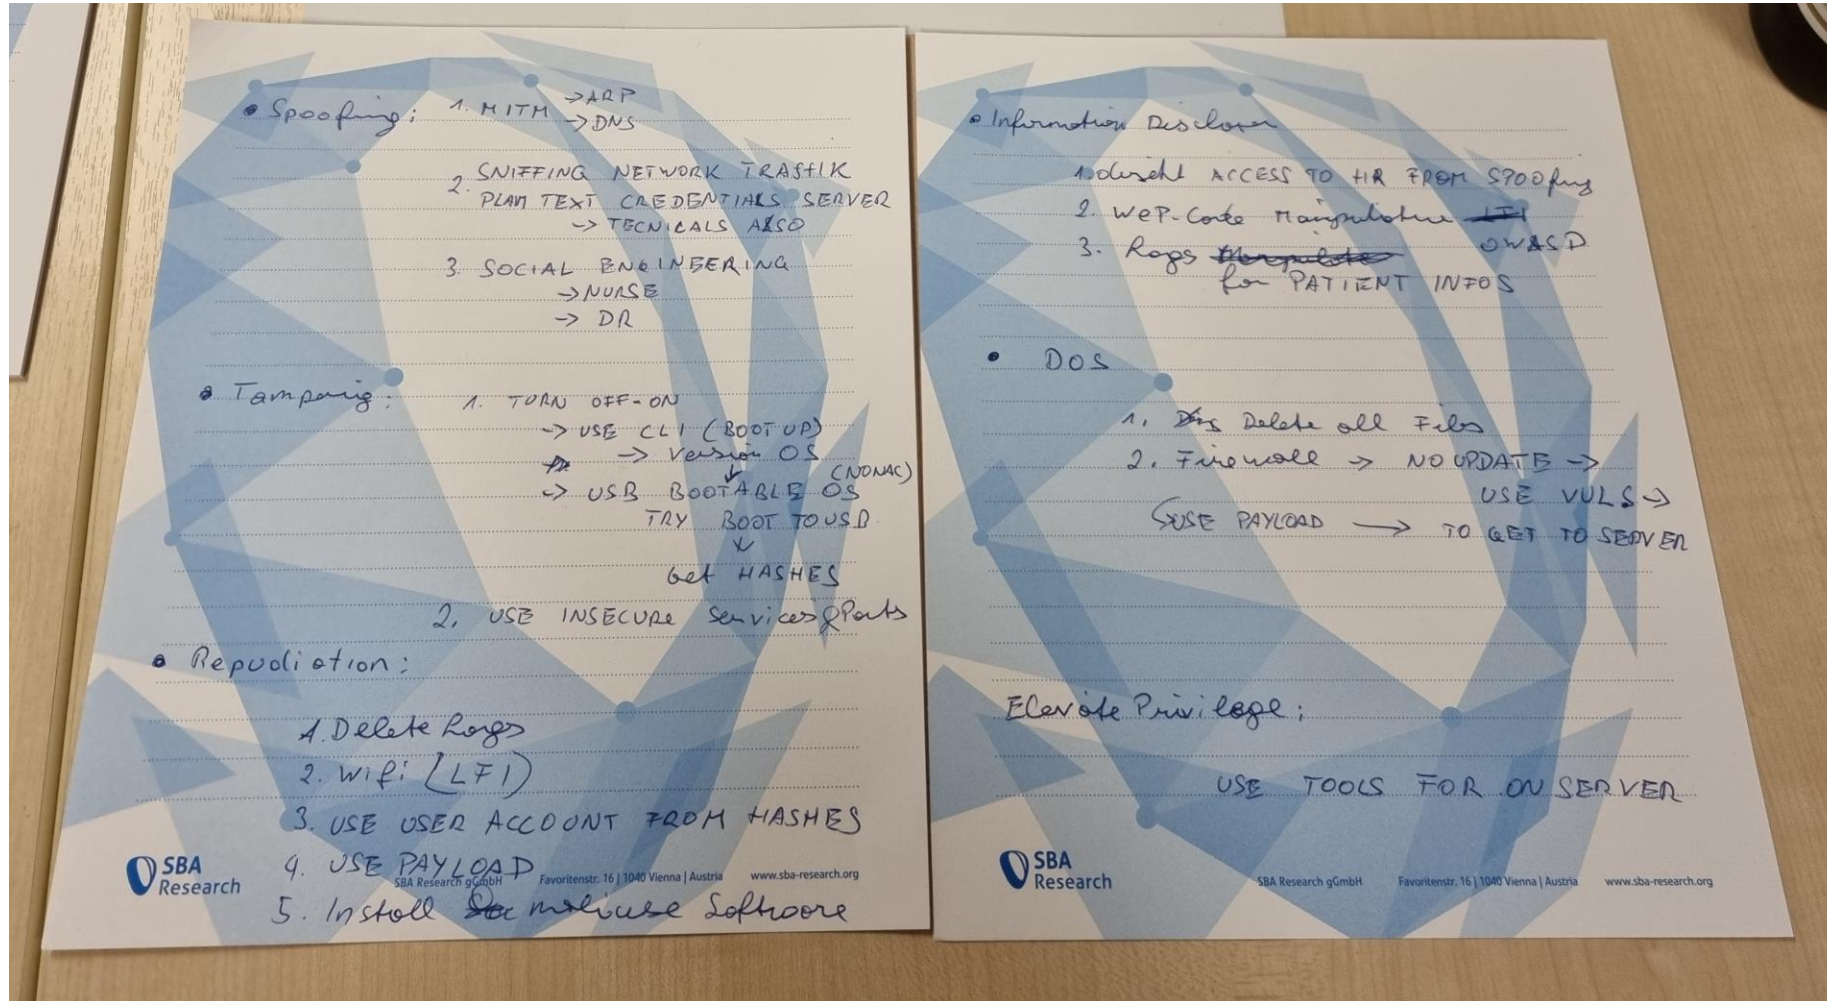 • Spoofing: 1. MITM →ARP
→DNS
2. SNIFFING NETWORK TRAFFIK
PLAIN TEXT CREDENTIALS SERVER
→ TECNICALS ALSO
3. SOCIAL ENGINEERING
→NURSE
→ DR
• Tamparing: 1. TURN OFF-ON
→ USE CLI (BOOT UP)
→ Version OS
(NONAC)
→ USB BOOTABLE OS
TRY BOOT TO USB
↓
Get HASHES
2. USE INSECURE Services&Ports
• Repudiation:
1. Delete Logs
2. Wifi (LFI)
3. USE USER ACCOUNT FROM HASHES
4. USE PAYLOAD
5. Install malicuse Software
SBA
Research
SBA Research gGmbH Favoritenstr. 16 | 1040 Vienna | Austria www.sba-research.org
• Information Disclover
1. ACCESS TO HR FROM SPOOfing
2. WeP-Code Manipulation LFI
OWASP
3. Logs
for PATIENT INFOS
• DOS
1. Delete all Files
2. Firewall → NO UPDATE →
USE VULS →
USE PAYLOAD → TO GET TO SERVER
Elevate Privilege:
USE TOOLS FOR ON SERVER
SBA
Research
SBA Research gGmbH Favoritenstr. 16 | 1040 Vienna | Austria www.sba-research.org